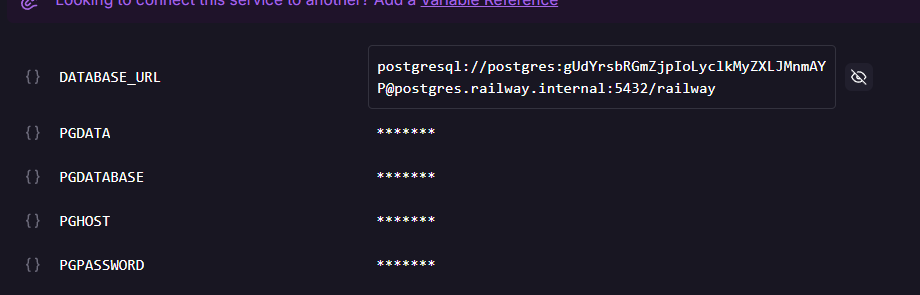 Looking to connect this service to another? Add a Variable Reference
{} DATABASE_URL
postgresql://postgres:gUdYrsbRGmZjpIoLyclkMyZXLJMnmAY
P@postgres.railway.internal:5432/railway
{} PGDATA *******
{} PGDATABASE *******
{} PGHOST *******
{} PGPASSWORD *******